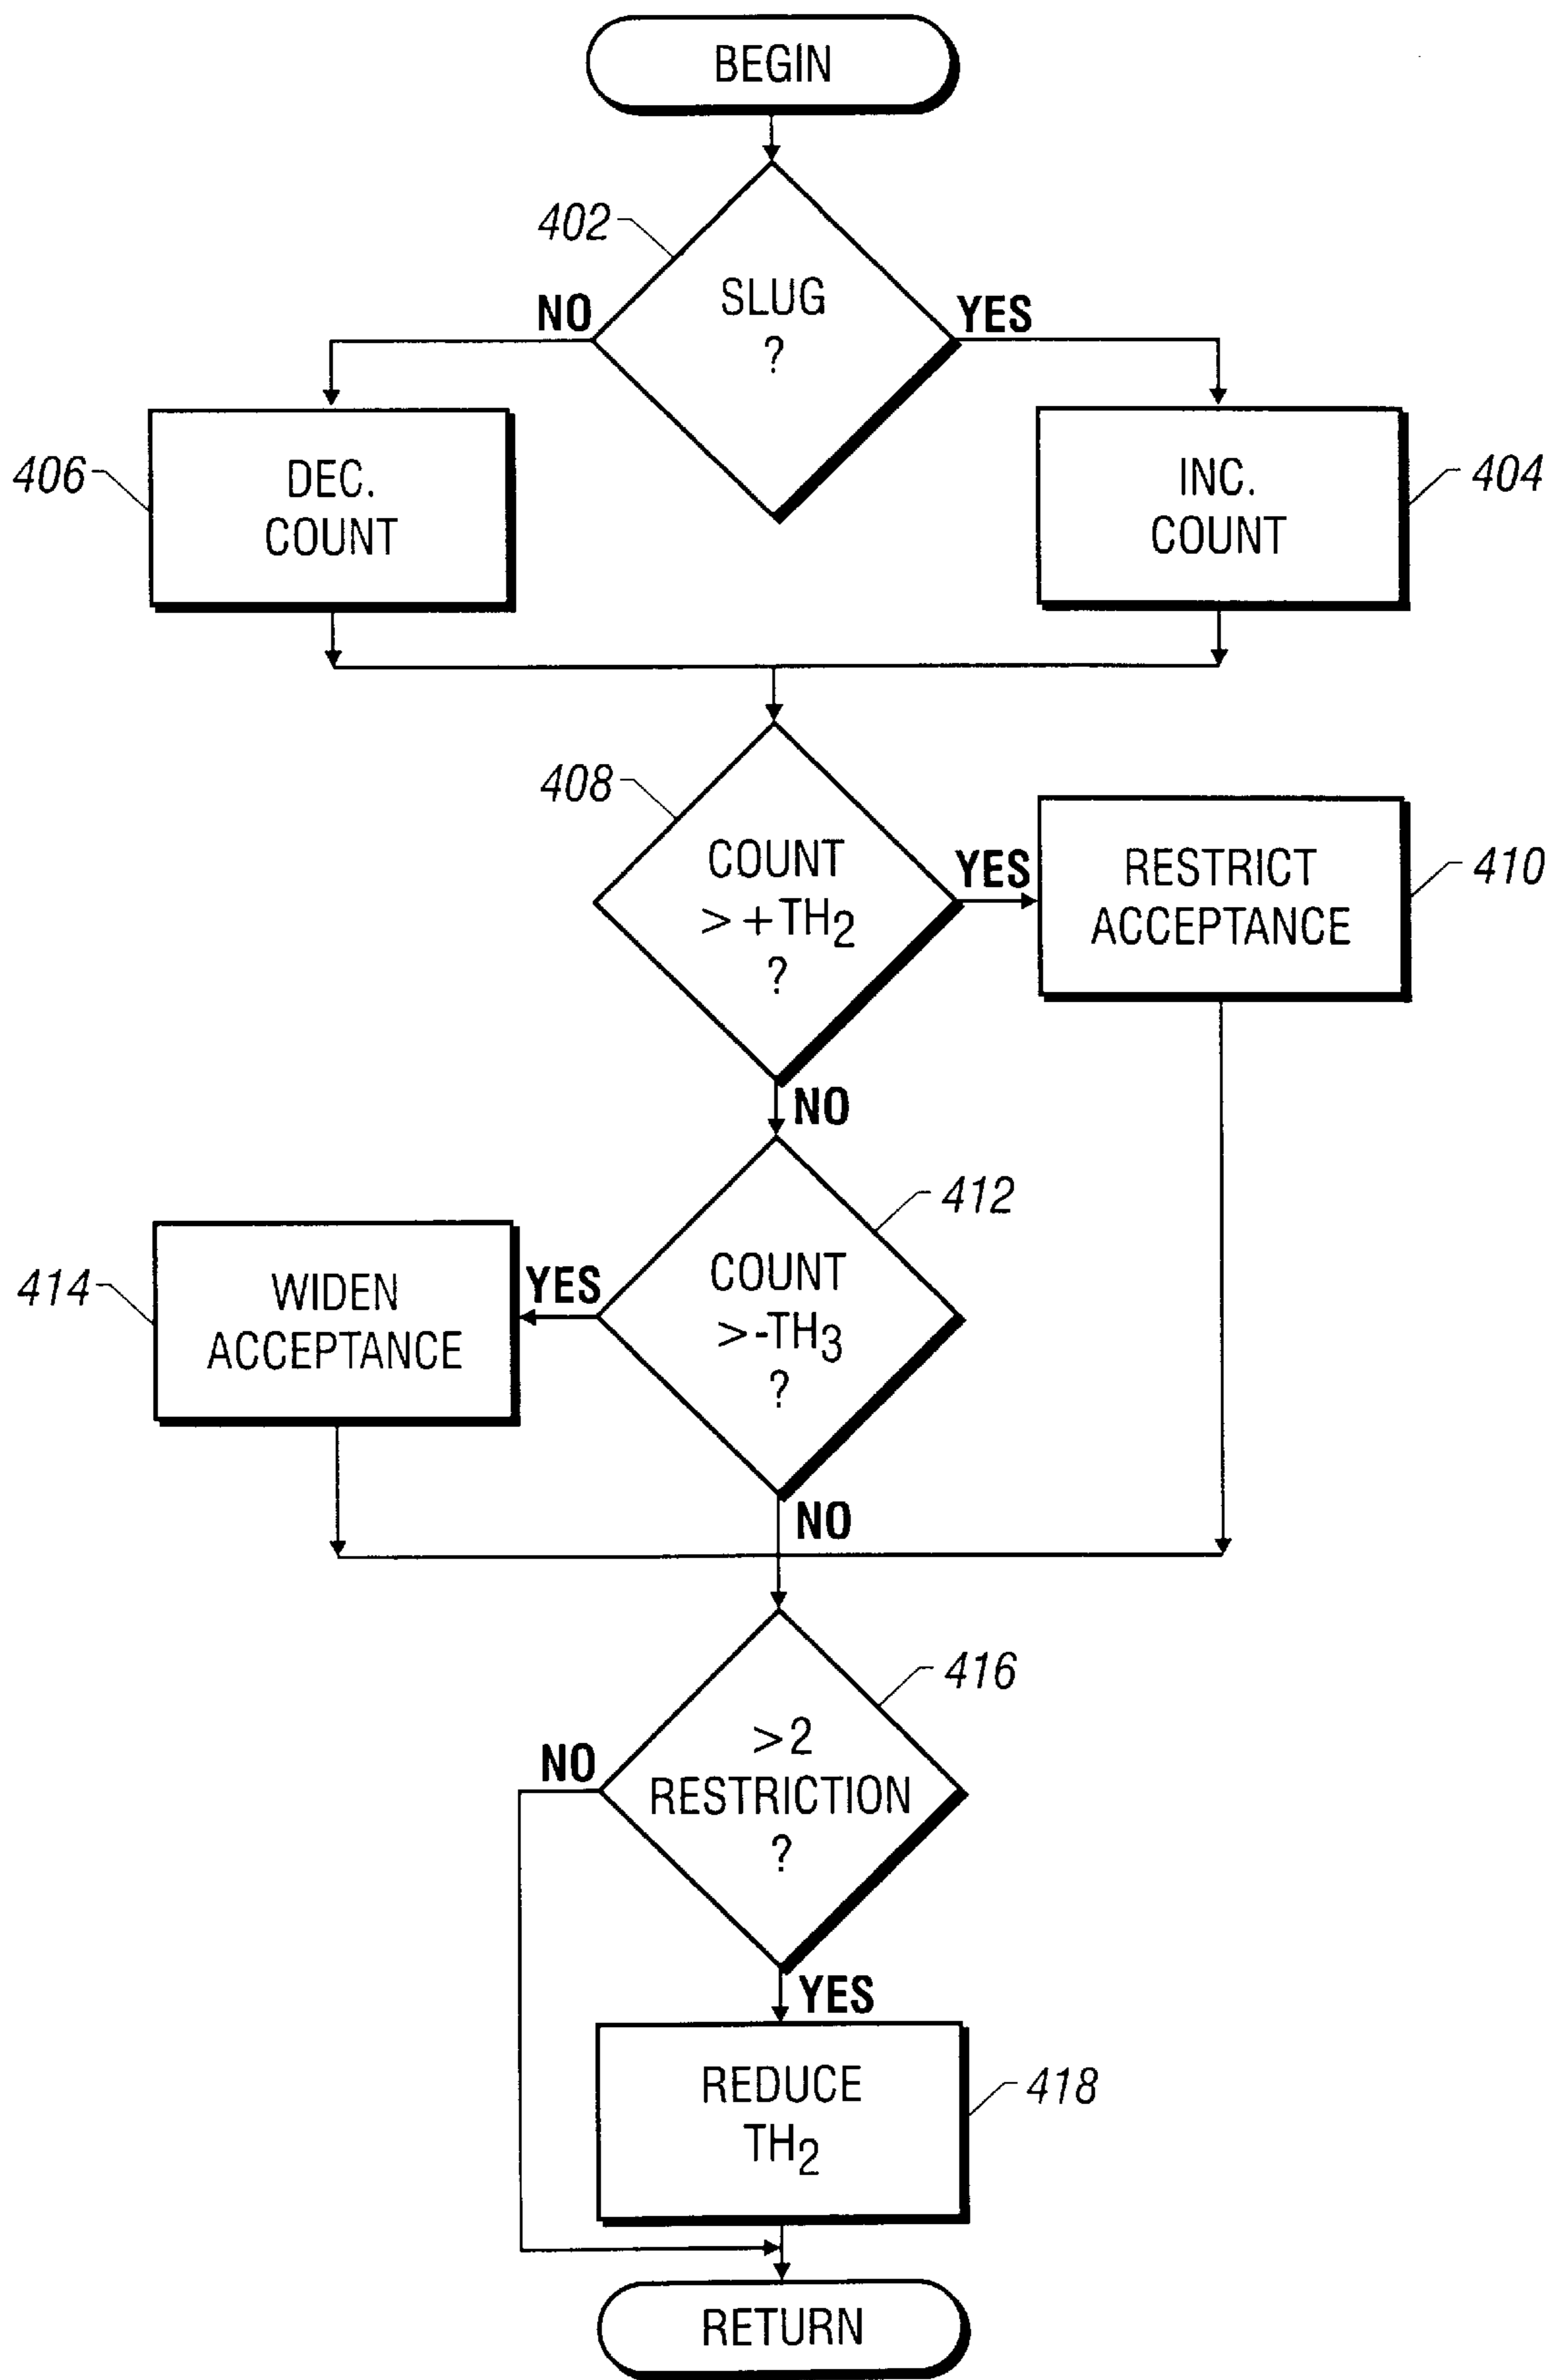 BEGIN
402
SLUG
?
NO
YES
406
DEC.
COUNT
INC.
COUNT
404
408
COUNT
>+TH2
?
YES
RESTRICT
ACCEPTANCE
410
NO
412
COUNT
>-TH3
?
YES
414
WIDEN
ACCEPTANCE
NO
416
>2
RESTRICTION
?
NO
YES
REDUCE
TH2
418
RETURN